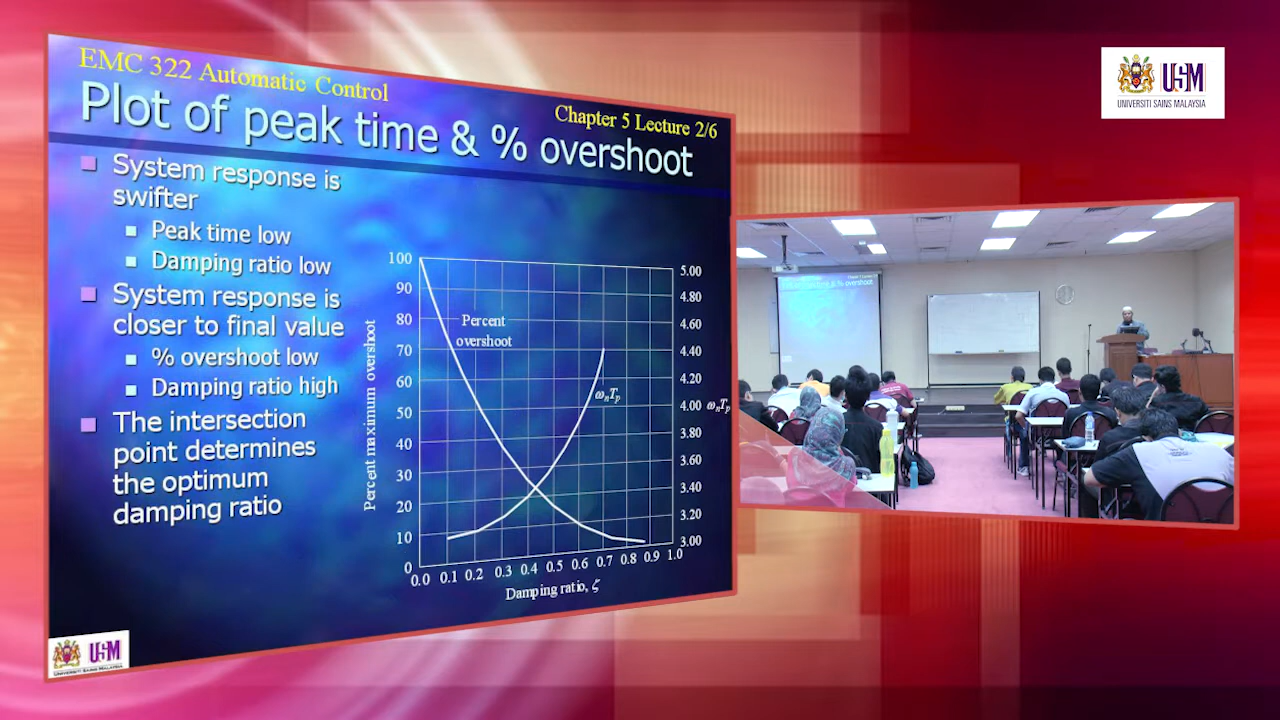 EMC 322 Automatic Control
Chapter 5 Lecture 2/6
Plot of peak time & % overshoot
System response is
swifter
Peak time low
Damping ratio low
System response is
closer to final value
% overshoot low
Damping ratio high
The intersection
point determines
the optimum
damping ratio
Percent maximum overshoot
100
90
80
70
60
50
40
30
20
10
0
Percent
overshoot
ωnTp
5.00
4.80
4.60
4.40
4.20
4.00 ωnTp
3.80
3.60
3.40
3.20
3.00
0.0 0.1 0.2 0.3 0.4 0.5 0.6 0.7 0.8 0.9 1.0
Damping ratio, ζ
USM
UNIVERSITI SAINS MALAYSIA
USM
UNIVERSITI SAINS MALAYSIA